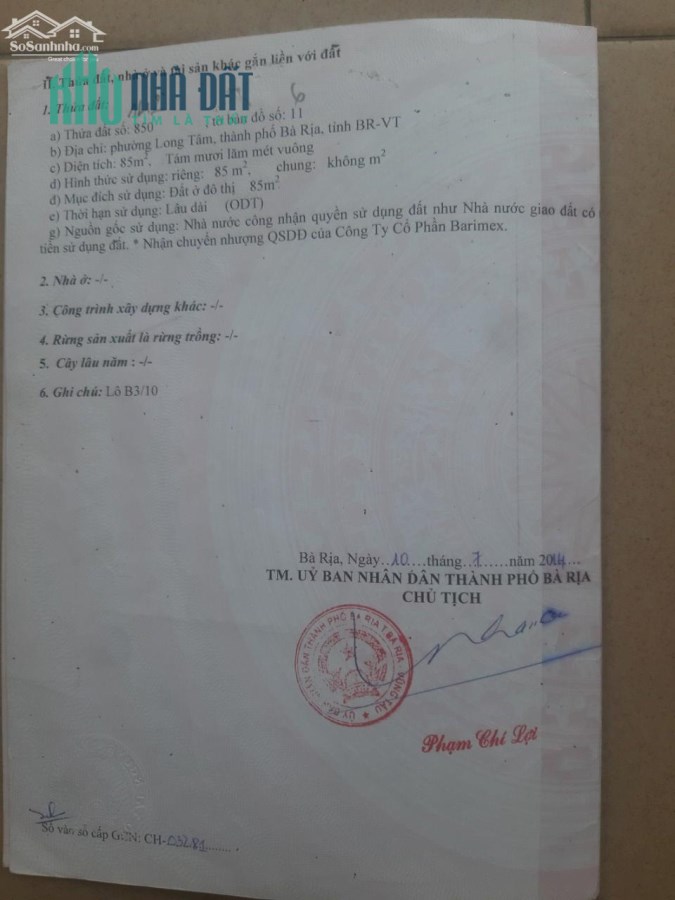 SoSanhnha.com
II. Thửa đất, nhà ở và tài sản khác gắn liền với đất
NHÀ ĐẤT
1. Thửa đất:
6
a) Thửa đất số: 850 , tờ bản đồ số: 11
b) Địa chỉ: phường Long Tâm, thành phố Bà Rịa, tỉnh BR-VT
c) Diện tích: 85m², Tám mươi lăm mét vuông
d) Hình thức sử dụng: riêng: 85 m², chung: không m²
đ) Mục đích sử dụng: Đất ở đô thị 85m²
e) Thời hạn sử dụng: Lâu dài (ODT)
g) Nguồn gốc sử dụng: Nhà nước công nhận quyền sử dụng đất như Nhà nước giao đất có
tiền sử dụng đất. * Nhận chuyển nhượng QSDĐ của Công Ty Cổ Phần Barimex.
2. Nhà ở: -/-
3. Công trình xây dựng khác: -/-
4. Rừng sản xuất là rừng trồng: -/-
5. Cây lâu năm : -/-
6. Ghi chú: Lô B3/10
Bà Rịa, Ngày..10...tháng..7.....năm 2014....
TM. UỶ BAN NHÂN DÂN THÀNH PHỐ BÀ RỊA
CHỦ TỊCH
Phạm Chí Lợi
Số vào sổ cấp GCN: CH-03281.......